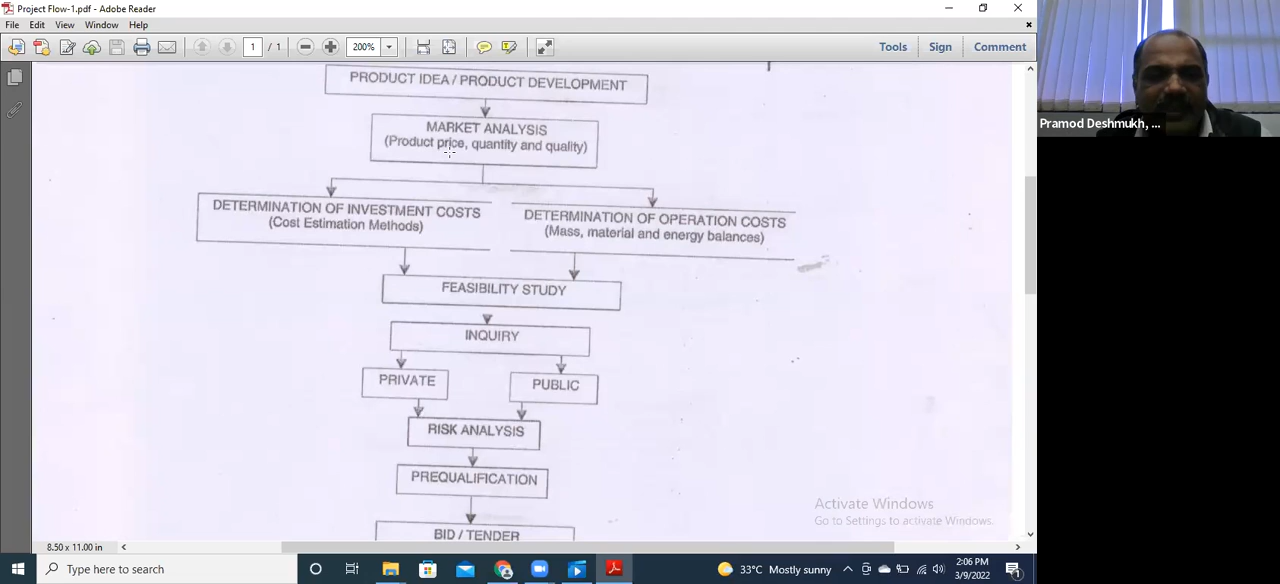 Project Flow-1.pdf - Adobe Reader
File Edit View Window Help
1 / 1
200%
Tools Sign Comment
PRODUCT IDEA / PRODUCT DEVELOPMENT
MARKET ANALYSIS
(Product price, quantity and quality)
DETERMINATION OF INVESTMENT COSTS
(Cost Estimation Methods)
DETERMINATION OF OPERATION COSTS
(Mass, material and energy balances)
FEASIBILITY STUDY
INQUIRY
PRIVATE
PUBLIC
RISK ANALYSIS
PREQUALIFICATION
BID / TENDER
Pramod Deshmukh, ...
Activate Windows
Go to Settings to activate Windows.
8.50 x 11.00 in
Type here to search
33°C Mostly sunny
2:06 PM
3/9/2022
1